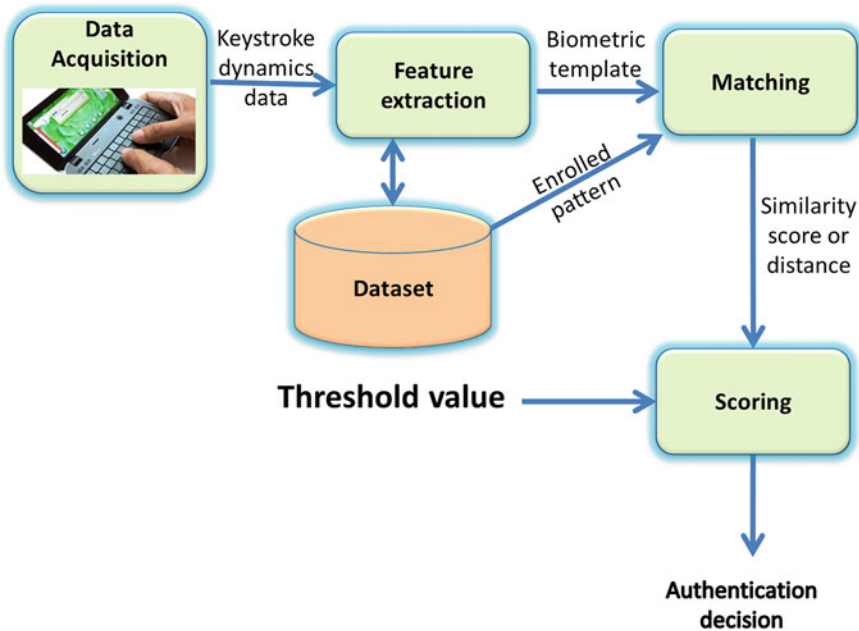 Data
Acquisition
Keystroke
dynamics
data
Feature
extraction
Biometric
template
Matching
Enrolled
pattern
Dataset
Similarity
score or
distance
Threshold value
Scoring
Authentication
decision